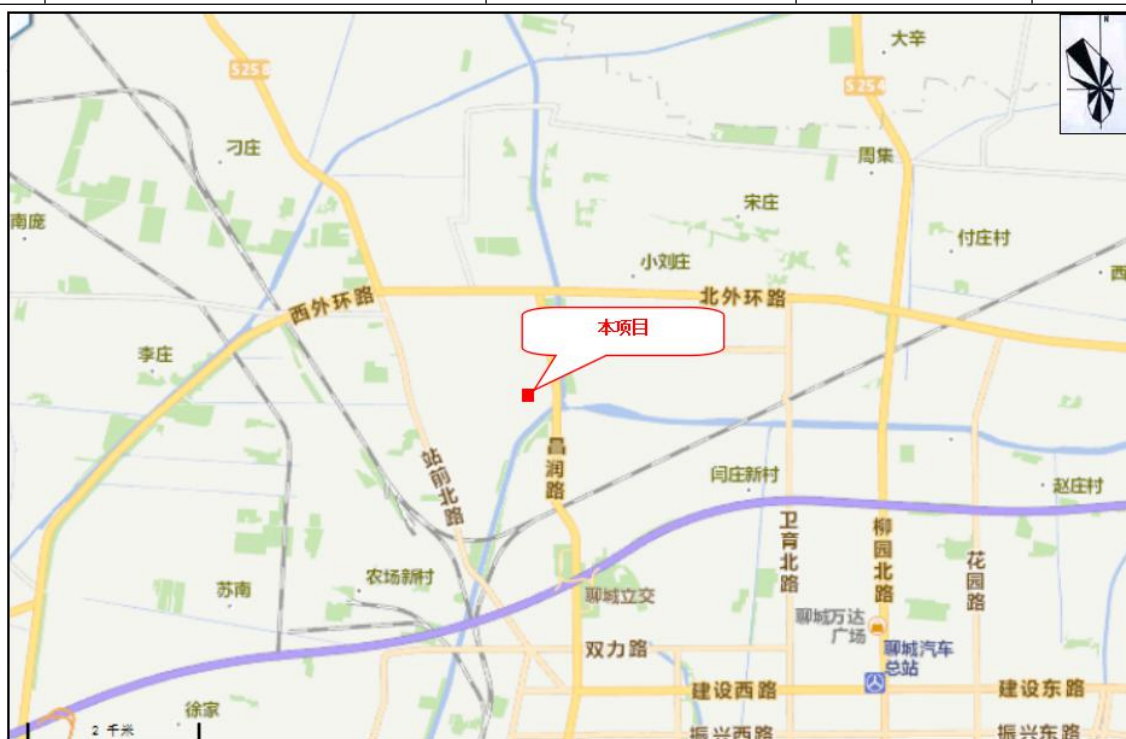 N
大辛
S258
S254
刁庄
周集
宋庄
南庞
付庄村
小刘庄
西
西外环路
北外环路
本项目
李庄
昌润路
站前北路
闫庄新村
赵庄村
卫育北路
柳园北路
花园路
农场新村
苏南
聊城立交
聊城万达
广场
双力路
聊城汽车
总站
建设西路
建设东路
徐家
2 千米
振兴西路
振兴东路